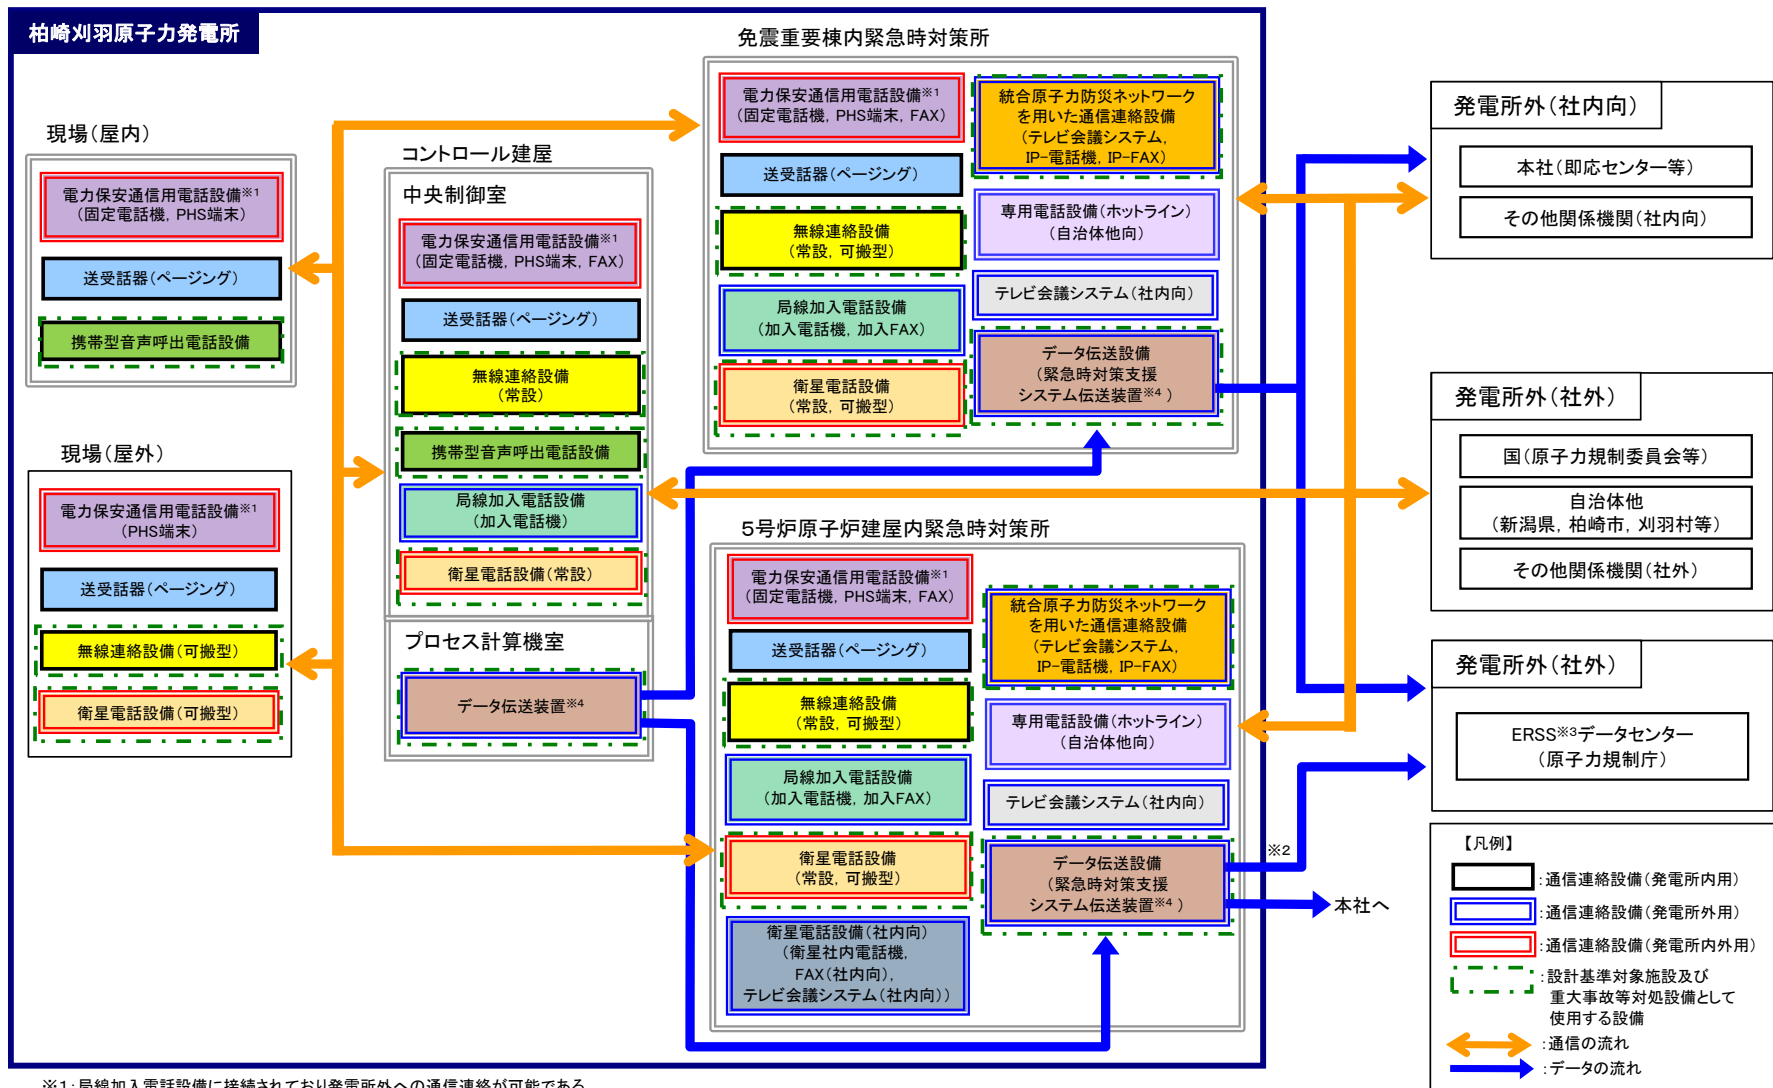 柏崎刈羽原子力発電所
現場(屋内)
電力保安通信用電話設備※1
(固定電話機, PHS端末)
送受話器(ページング)
携帯型音声呼出電話設備
現場(屋外)
電力保安通信用電話設備※1
(PHS端末)
送受話器(ページング)
無線連絡設備(可搬型)
衛星電話設備(可搬型)
コントロール建屋
中央制御室
電力保安通信用電話設備※1
(固定電話機, PHS端末, FAX)
送受話器(ページング)
無線連絡設備
(常設)
携帯型音声呼出電話設備
局線加入電話設備
(加入電話機)
衛星電話設備(常設)
プロセス計算機室
データ伝送装置※4
免震重要棟内緊急時対策所
電力保安通信用電話設備※1
(固定電話機, PHS端末, FAX)
送受話器(ページング)
無線連絡設備
(常設, 可搬型)
局線加入電話設備
(加入電話機, 加入FAX)
衛星電話設備
(常設, 可搬型)
統合原子力防災ネットワーク
を用いた通信連絡設備
(テレビ会議システム,
IP-電話機, IP-FAX)
専用電話設備(ホットライン)
(自治体他向)
テレビ会議システム(社内向)
データ伝送設備
(緊急時対策支援
システム伝送装置※4 )
5号炉原子炉建屋内緊急時対策所
電力保安通信用電話設備※1
(固定電話機, PHS端末, FAX)
送受話器(ページング)
無線連絡設備
(常設, 可搬型)
局線加入電話設備
(加入電話機, 加入FAX)
衛星電話設備
(常設, 可搬型)
衛星電話設備(社内向)
(衛星社内電話機,
FAX(社内向),
テレビ会議システム(社内向))
統合原子力防災ネットワーク
を用いた通信連絡設備
(テレビ会議システム,
IP-電話機, IP-FAX)
専用電話設備(ホットライン)
(自治体他向)
テレビ会議システム(社内向)
データ伝送設備
(緊急時対策支援
システム伝送装置※4 )
※2
本社へ
発電所外(社内向)
本社(即応センター等)
その他関係機関(社内向)
発電所外(社外)
国(原子力規制委員会等)
自治体他
(新潟県, 柏崎市, 刈羽村等)
その他関係機関(社外)
発電所外(社外)
ERSS※3データセンター
(原子力規制庁)
【凡例】
:通信連絡設備(発電所内用)
:通信連絡設備(発電所外用)
:通信連絡設備(発電所内外用)
:設計基準対象施設及び
重大事故等対処設備として
使用する設備
:通信の流れ
:データの流れ
※1:局線加入電話設備に接続されており発電所外への通信連絡が可能である